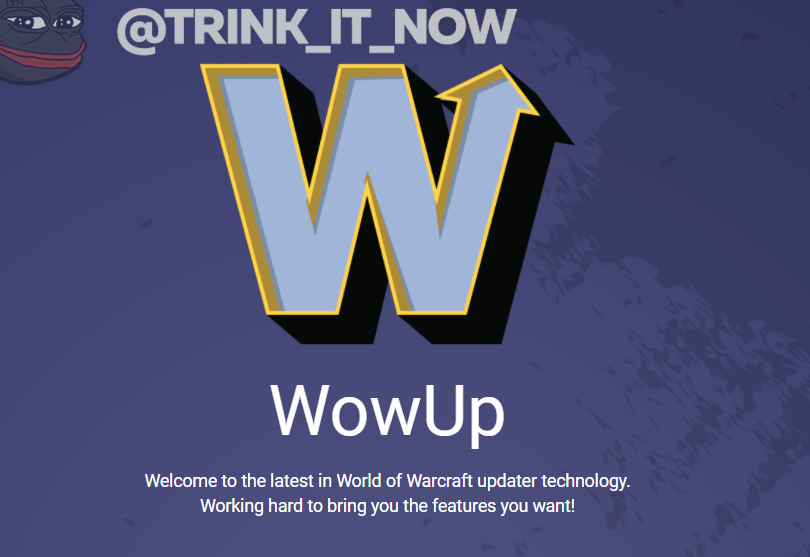 @TRINK_IT_NOW
W
WowUp
Welcome to the latest in World of Warcraft updater technology.
Working hard to bring you the features you want!